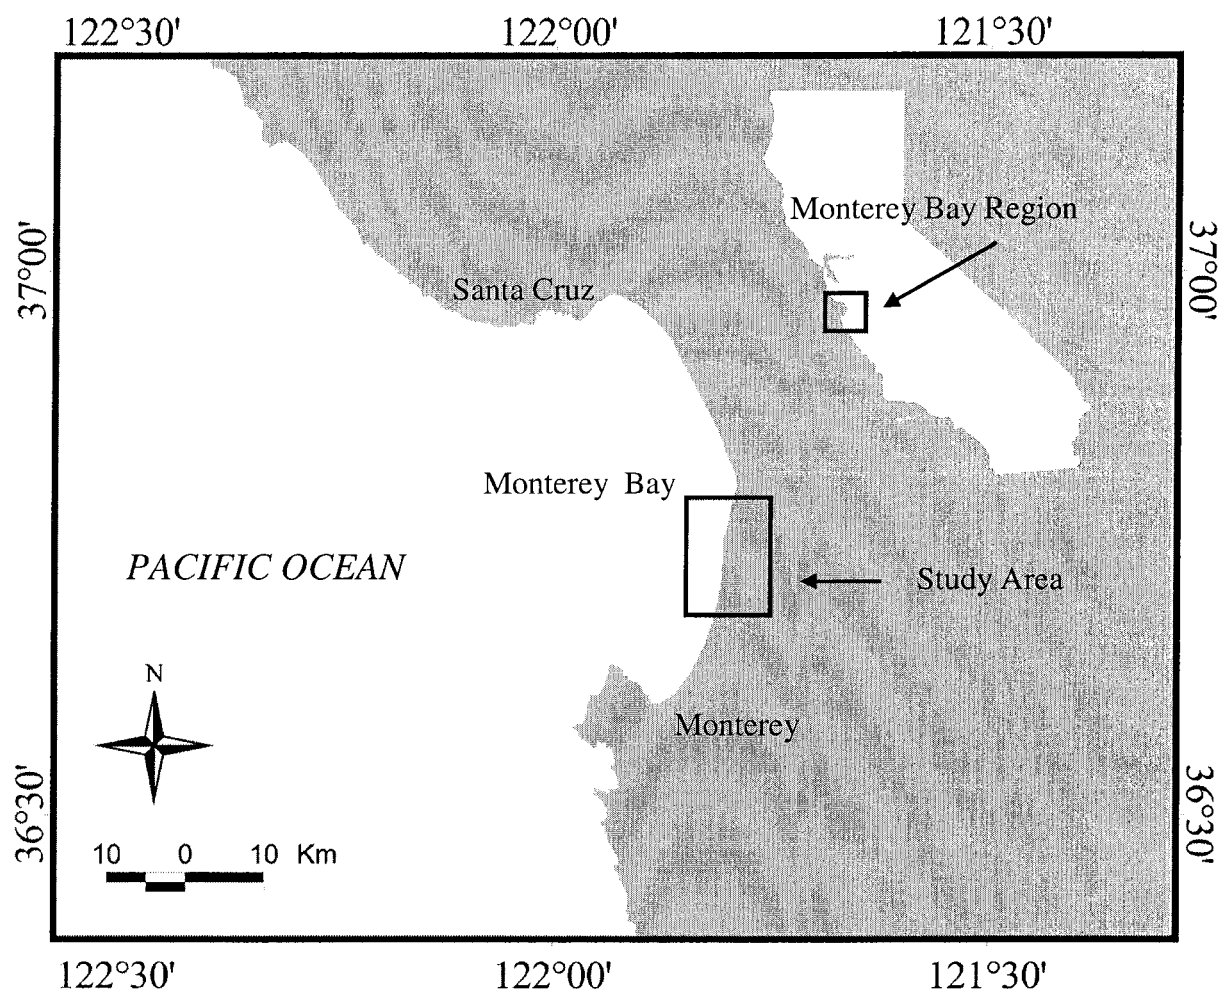 122°30' 122°00' 121°30'
Monterey Bay Region
37°00' 37°00'
Santa Cruz
Monterey Bay
PACIFIC OCEAN
Study Area
N
Monterey
36°30' 36°30'
10 0 10 Km
122°30' 122°00' 121°30'